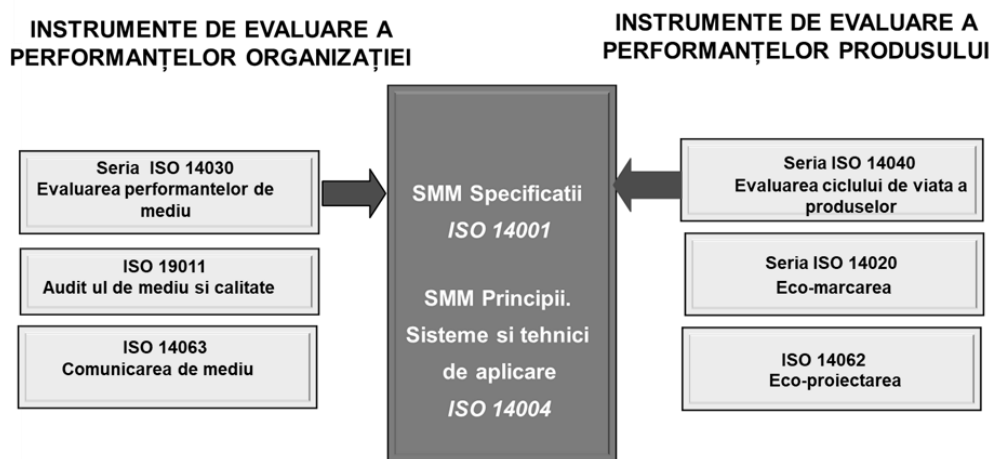 INSTRUMENTE DE EVALUARE A
PERFORMANȚELOR ORGANIZAȚIEI
INSTRUMENTE DE EVALUARE A
PERFORMANȚELOR PRODUSULUI
Seria ISO 14030
Evaluarea performantelor de
mediu
ISO 19011
Audit ul de mediu si calitate
ISO 14063
Comunicarea de mediu
SMM Specificatii
ISO 14001
SMM Principii.
Sisteme si tehnici
de aplicare
ISO 14004
Seria ISO 14040
Evaluarea ciclului de viata a
produselor
Seria ISO 14020
Eco-marcarea
ISO 14062
Eco-proiectarea